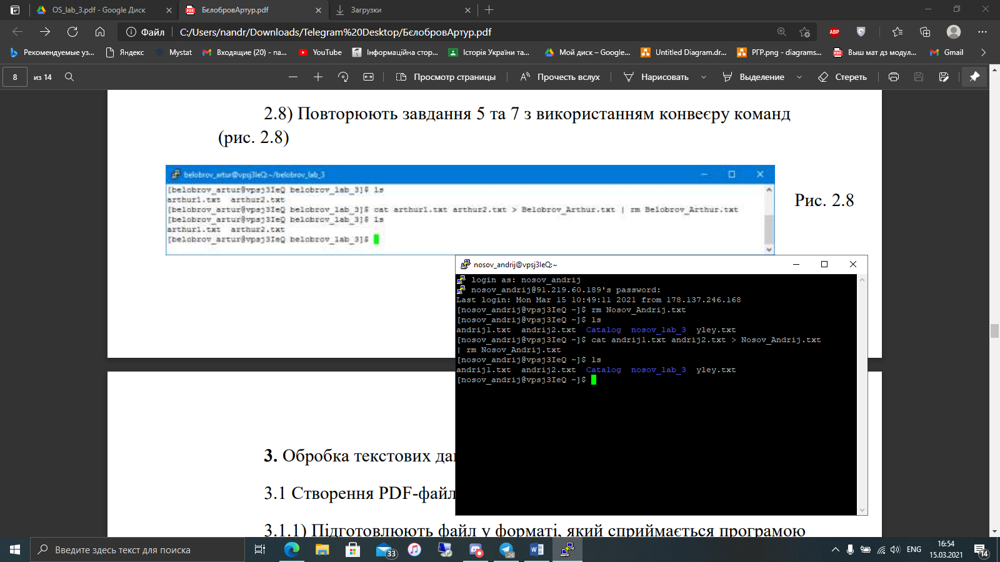 OS_lab_3.pdf - Google Диск
БєлобровАртур.pdf
Загрузки
Файл
C:/Users/nandr/Downloads/Telegram%20Desktop/БєлобровАртур.pdf
ABP
Рекомендуемые уз...
Яндекс
Mystat
Входящие (20) - na...
YouTube
Інформаційна стор...
Історія України та...
Мой диск – Google...
Untitled Diagram.dr...
РГР.png - diagrams...
Выш мат дз модул...
Gmail
8 из 14
Просмотр страницы
Прочесть вслух
Нарисовать
Выделение
Стереть
2.8) Повторюють завдання 5 та 7 з використанням конвеєру команд
(рис. 2.8)
belobrov_artur@vpsj3IeQ:~/belobrov_lab_3
[belobrov_artur@vpsj3IeQ belobrov_lab_3]$ ls
arthur1.txt  arthur2.txt
[belobrov_artur@vpsj3IeQ belobrov_lab_3]$ cat arthur1.txt arthur2.txt > Belobrov_Arthur.txt | rm Belobrov_Arthur.txt
[belobrov_artur@vpsj3IeQ belobrov_lab_3]$ ls
arthur1.txt  arthur2.txt
[belobrov_artur@vpsj3IeQ belobrov_lab_3]$
Рис. 2.8
nosov_andrij@vpsj3IeQ:~
login as: nosov_andrij
nosov_andrij@91.219.60.189's password:
Last login: Mon Mar 15 10:49:11 2021 from 178.137.246.168
[nosov_andrij@vpsj3IeQ ~]$ rm Nosov_Andrij.txt
[nosov_andrij@vpsj3IeQ ~]$ ls
andrij1.txt  andrij2.txt  Catalog  nosov_lab_3  yley.txt
[nosov_andrij@vpsj3IeQ ~]$ cat andrij1.txt andrij2.txt > Nosov_Andrij.txt
| rm Nosov_Andrij.txt
[nosov_andrij@vpsj3IeQ ~]$ ls
andrij1.txt  andrij2.txt  Catalog  nosov_lab_3  yley.txt
[nosov_andrij@vpsj3IeQ ~]$
3. Обробка текстових да
3.1 Створення PDF-файл
3.1.1) Підготовлюють файл у форматі, який сприймається програмою
Введите здесь текст для поиска
33
26
ENG
16:54
15.03.2021
14